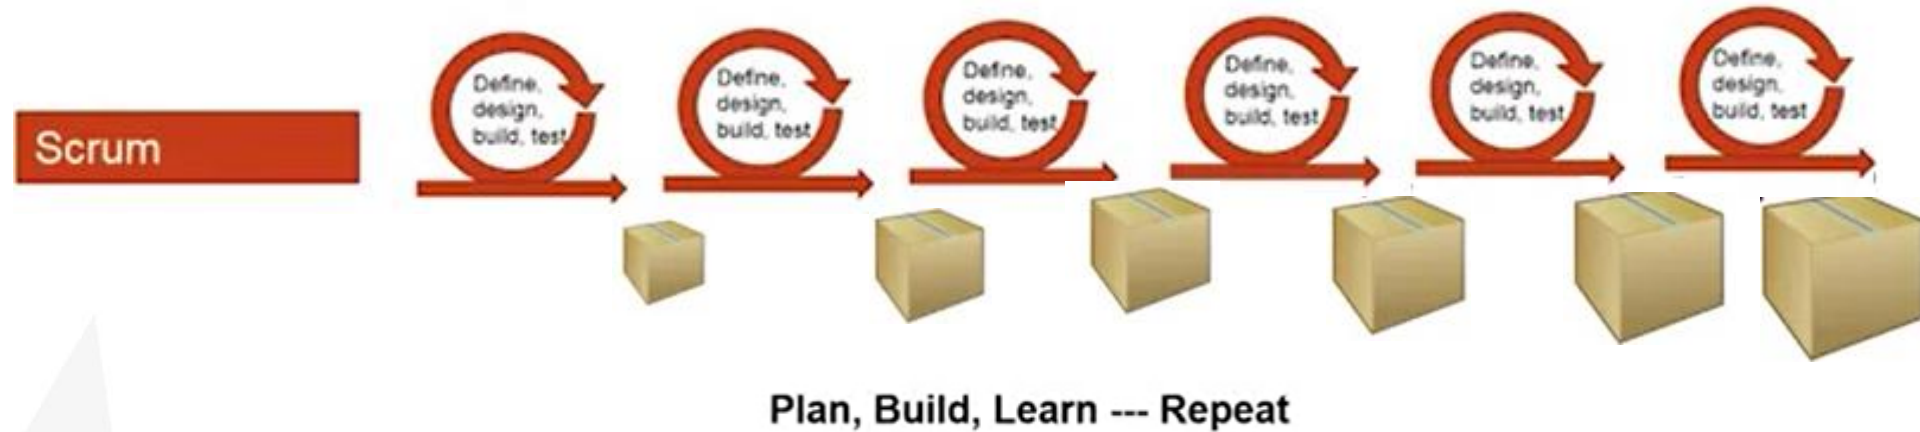 Scrum
Define,
design,
build, test
Define,
design,
build, test
Define,
design,
build, test
Define,
design,
build, test
Define,
design,
build, test
Define,
design,
build, test
Plan, Build, Learn --- Repeat